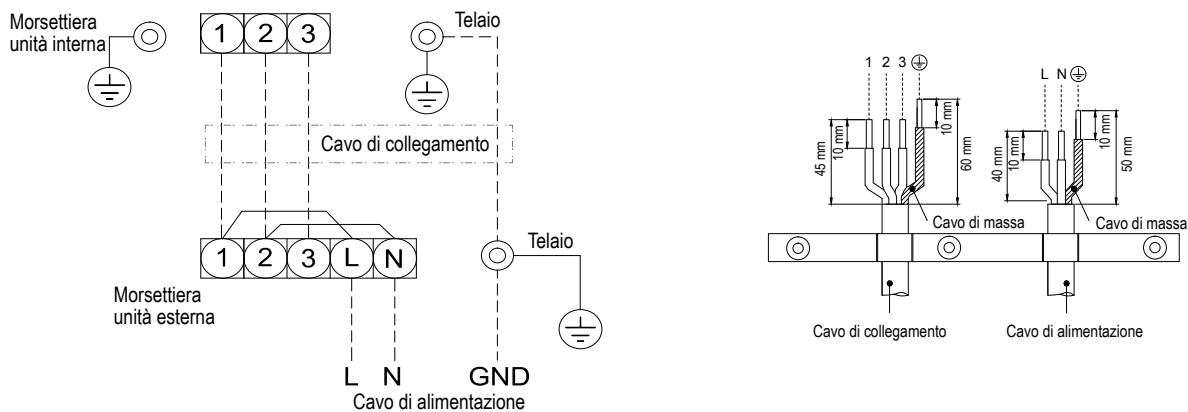 Morsettiera
unità interna
1 2 3
Telaio
Cavo di collegamento
1 2 3 L N
Telaio
Morsettiera
unità esterna
L N GND
Cavo di alimentazione
1 2 3
45 mm
10 mm
10 mm
60 mm
Cavo di massa
Cavo di collegamento
L N
40 mm
10 mm
10 mm
50 mm
Cavo di massa
Cavo di alimentazione